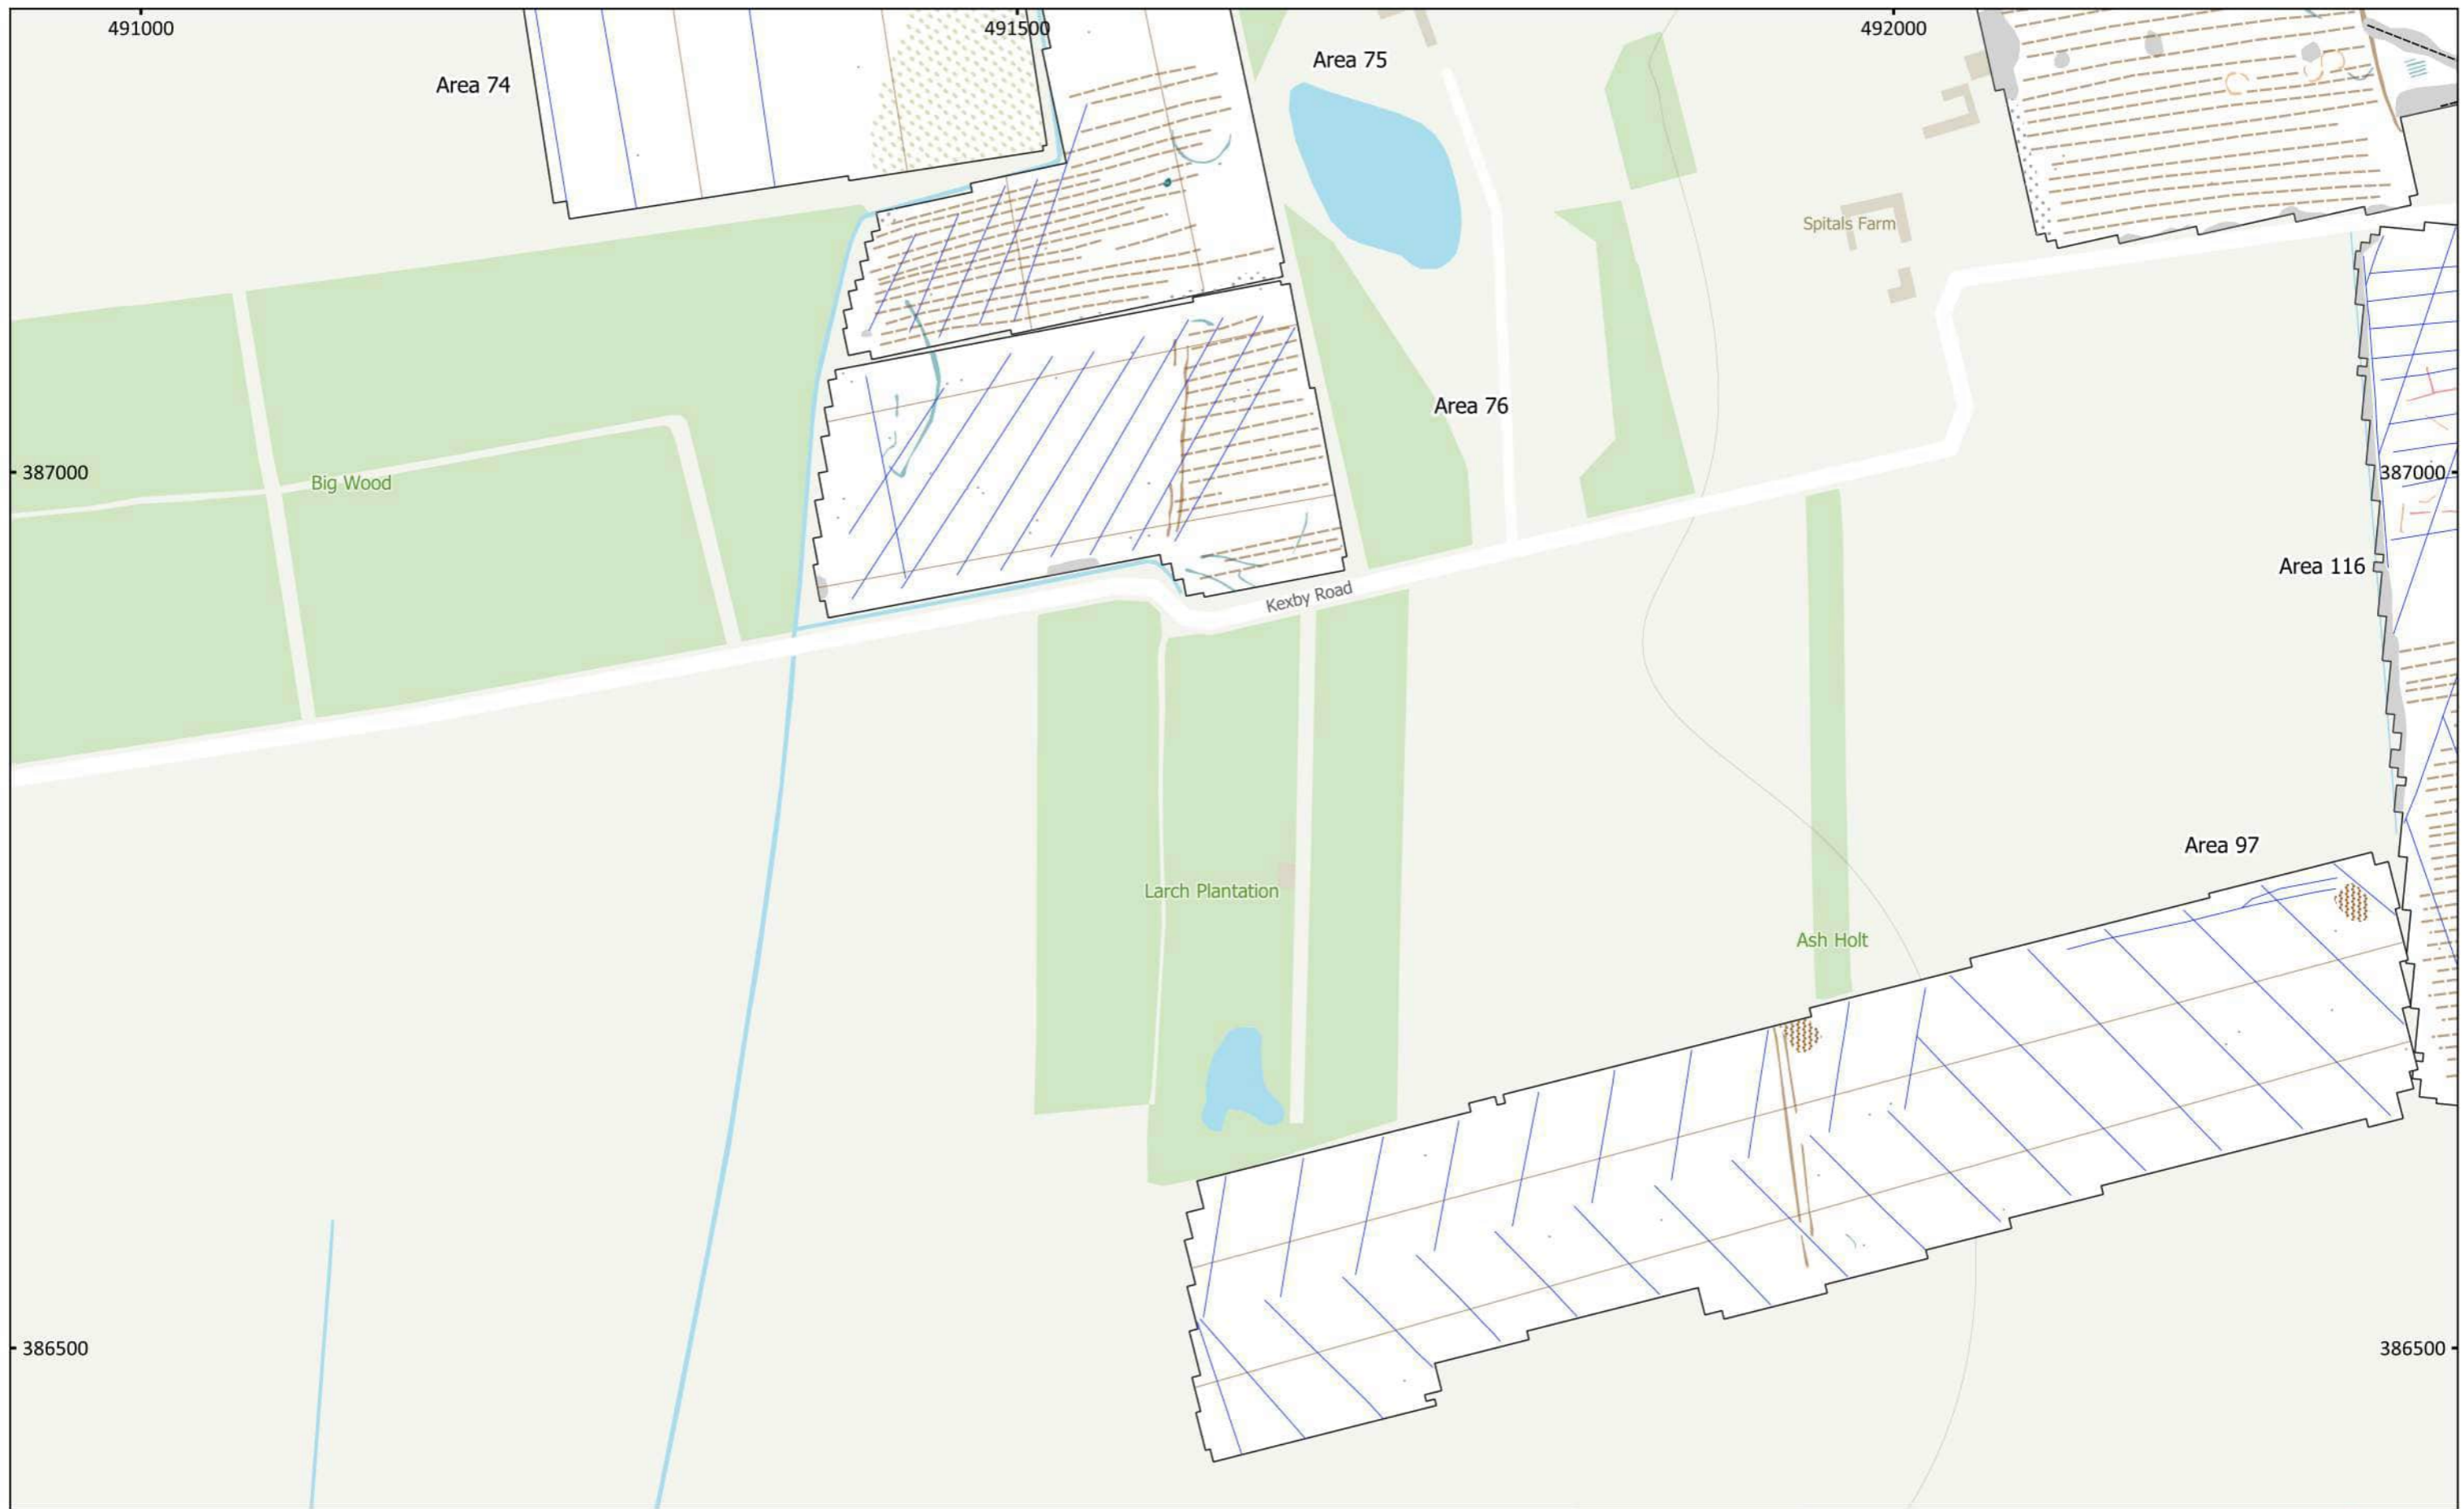 491000
491500
492000
Area 75
Area 74
Spitals Farm
Area 76
387000
387000
Big Wood
Area 116
Kexby Road
Area 97
Larch Plantation
Ash Holt
386500
386500